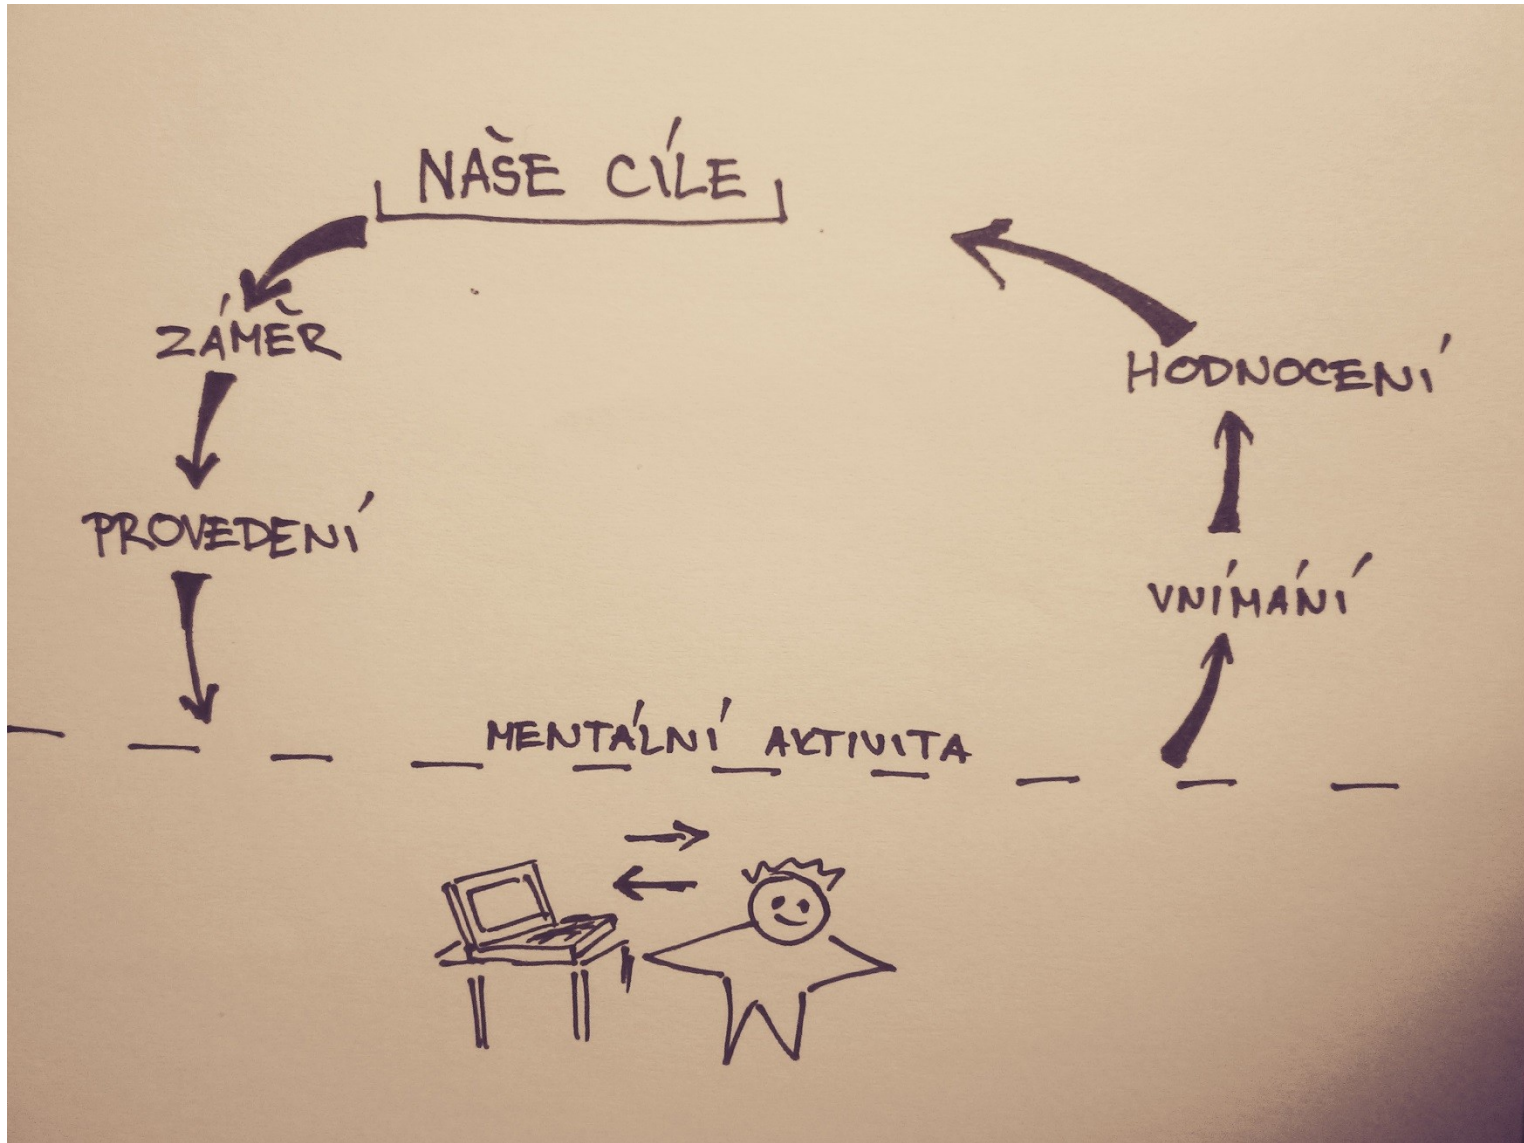 NAŠE CÍLE
ZÁMĚR
PROVEDENÍ
HODNOCENÍ
VNÍMÁNÍ
MENTÁLNÍ AKTIVITA